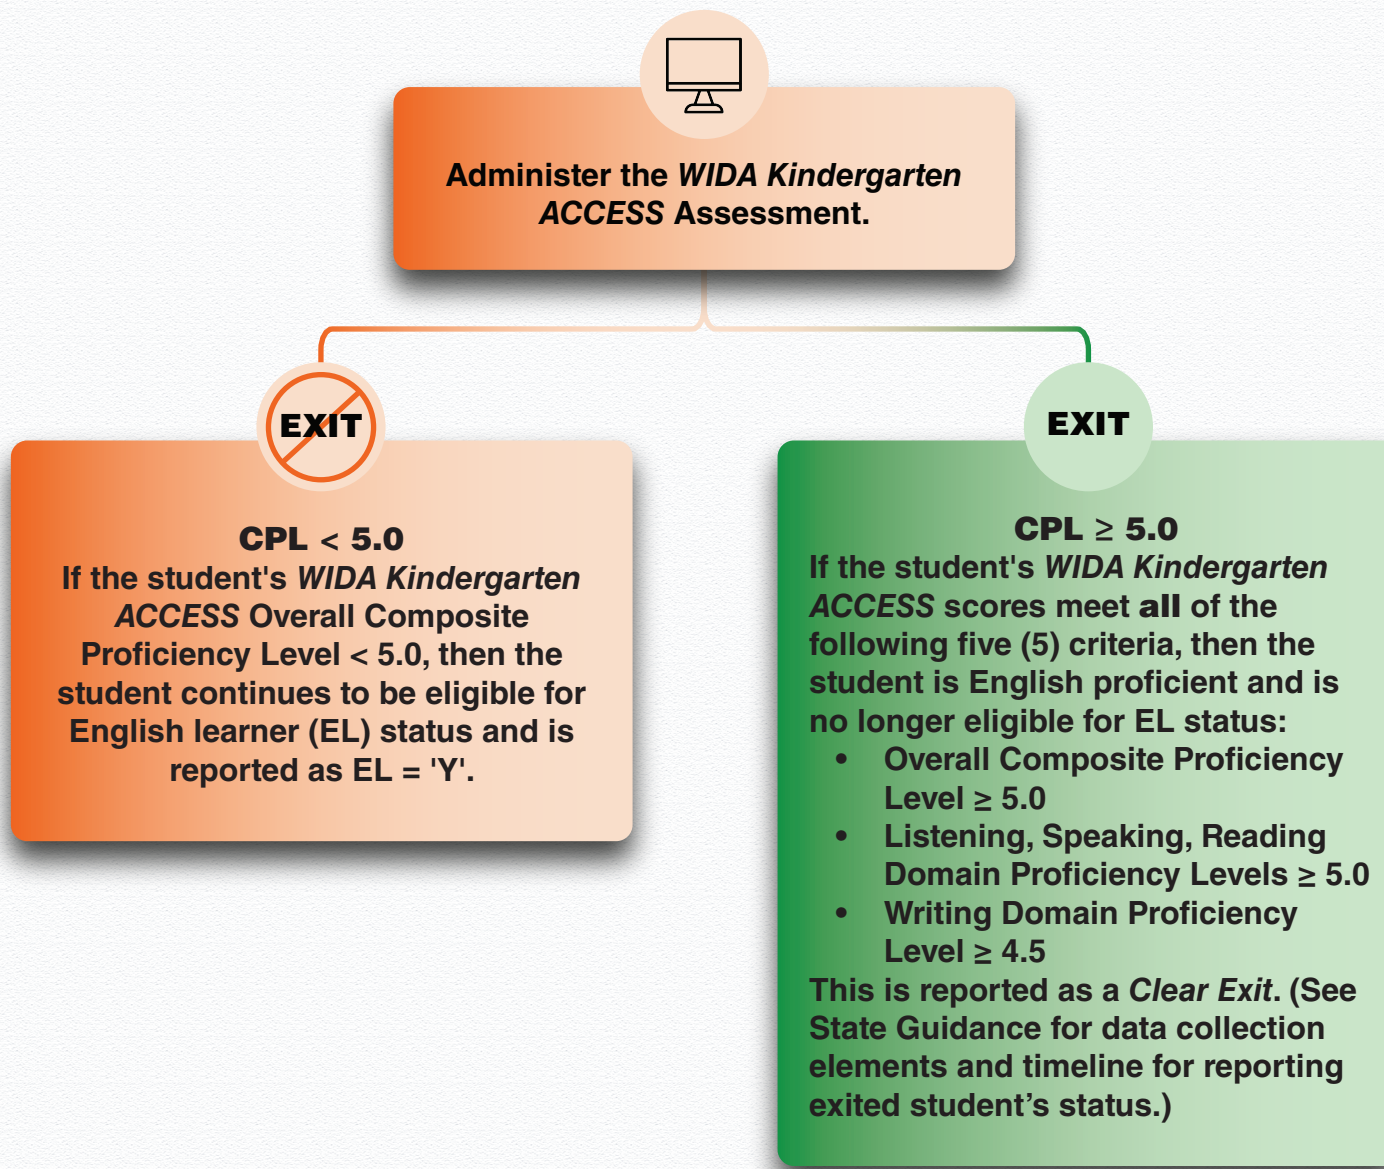 Administer the WIDA Kindergarten
ACCESS Assessment.
EXIT
CPL < 5.0
If the student's WIDA Kindergarten
ACCESS Overall Composite
Proficiency Level < 5.0, then the
student continues to be eligible for
English learner (EL) status and is
reported as EL = 'Y'.
EXIT
CPL ≥ 5.0
If the student's WIDA Kindergarten
ACCESS scores meet all of the
following five (5) criteria, then the
student is English proficient and is
no longer eligible for EL status:
• Overall Composite Proficiency
Level ≥ 5.0
• Listening, Speaking, Reading
Domain Proficiency Levels ≥ 5.0
• Writing Domain Proficiency
Level ≥ 4.5
This is reported as a Clear Exit. (See
State Guidance for data collection
elements and timeline for reporting
exited student’s status.)